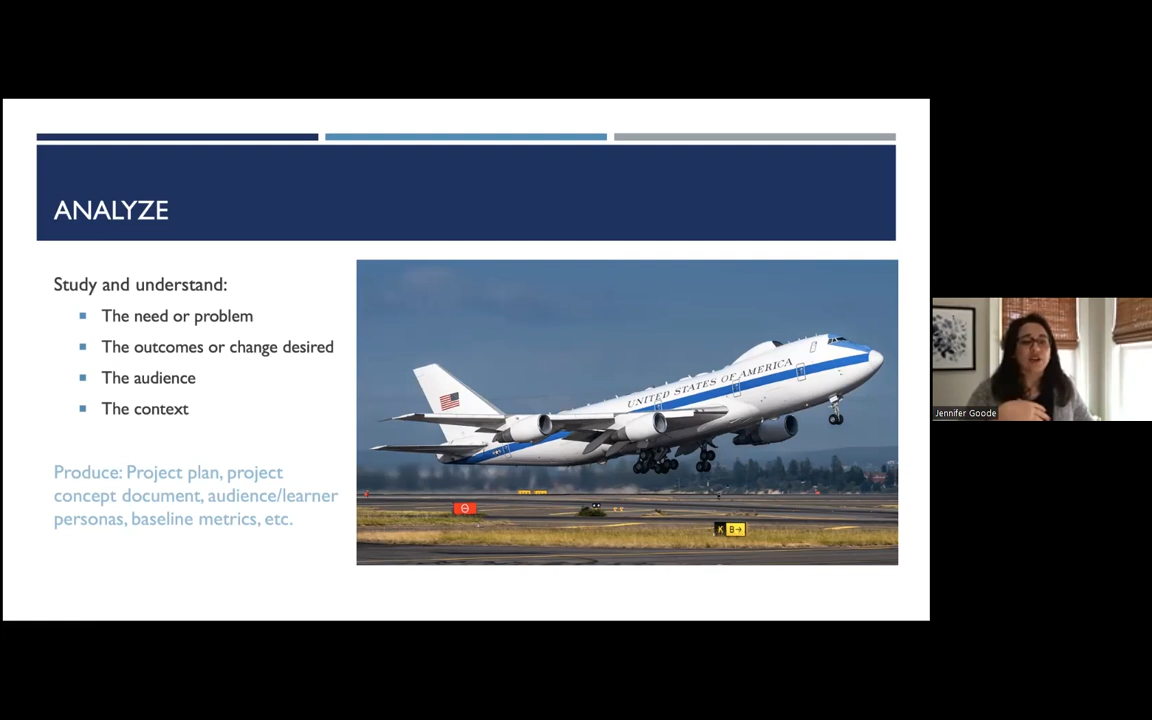 ANALYZE
Study and understand:
The need or problem
The outcomes or change desired
The audience
The context
Produce: Project plan, project
concept document, audience/learner
personas, baseline metrics, etc.
UNITED STATES OF AMERICA
K B→
Jennifer Goode